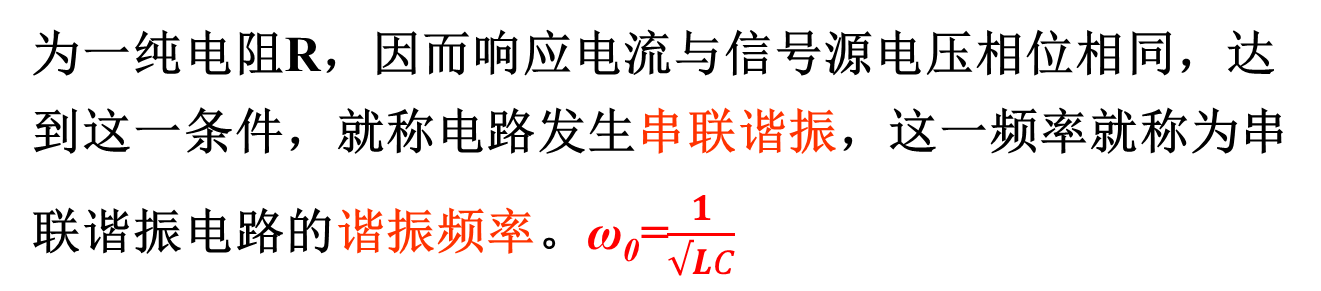 为一纯电阻R，因而响应电流与信号源电压相位相同，达
到这一条件，就称电路发生串联谐振，这一频率就称为串
联谐振电路的谐振频率。ω₀=1/√LC